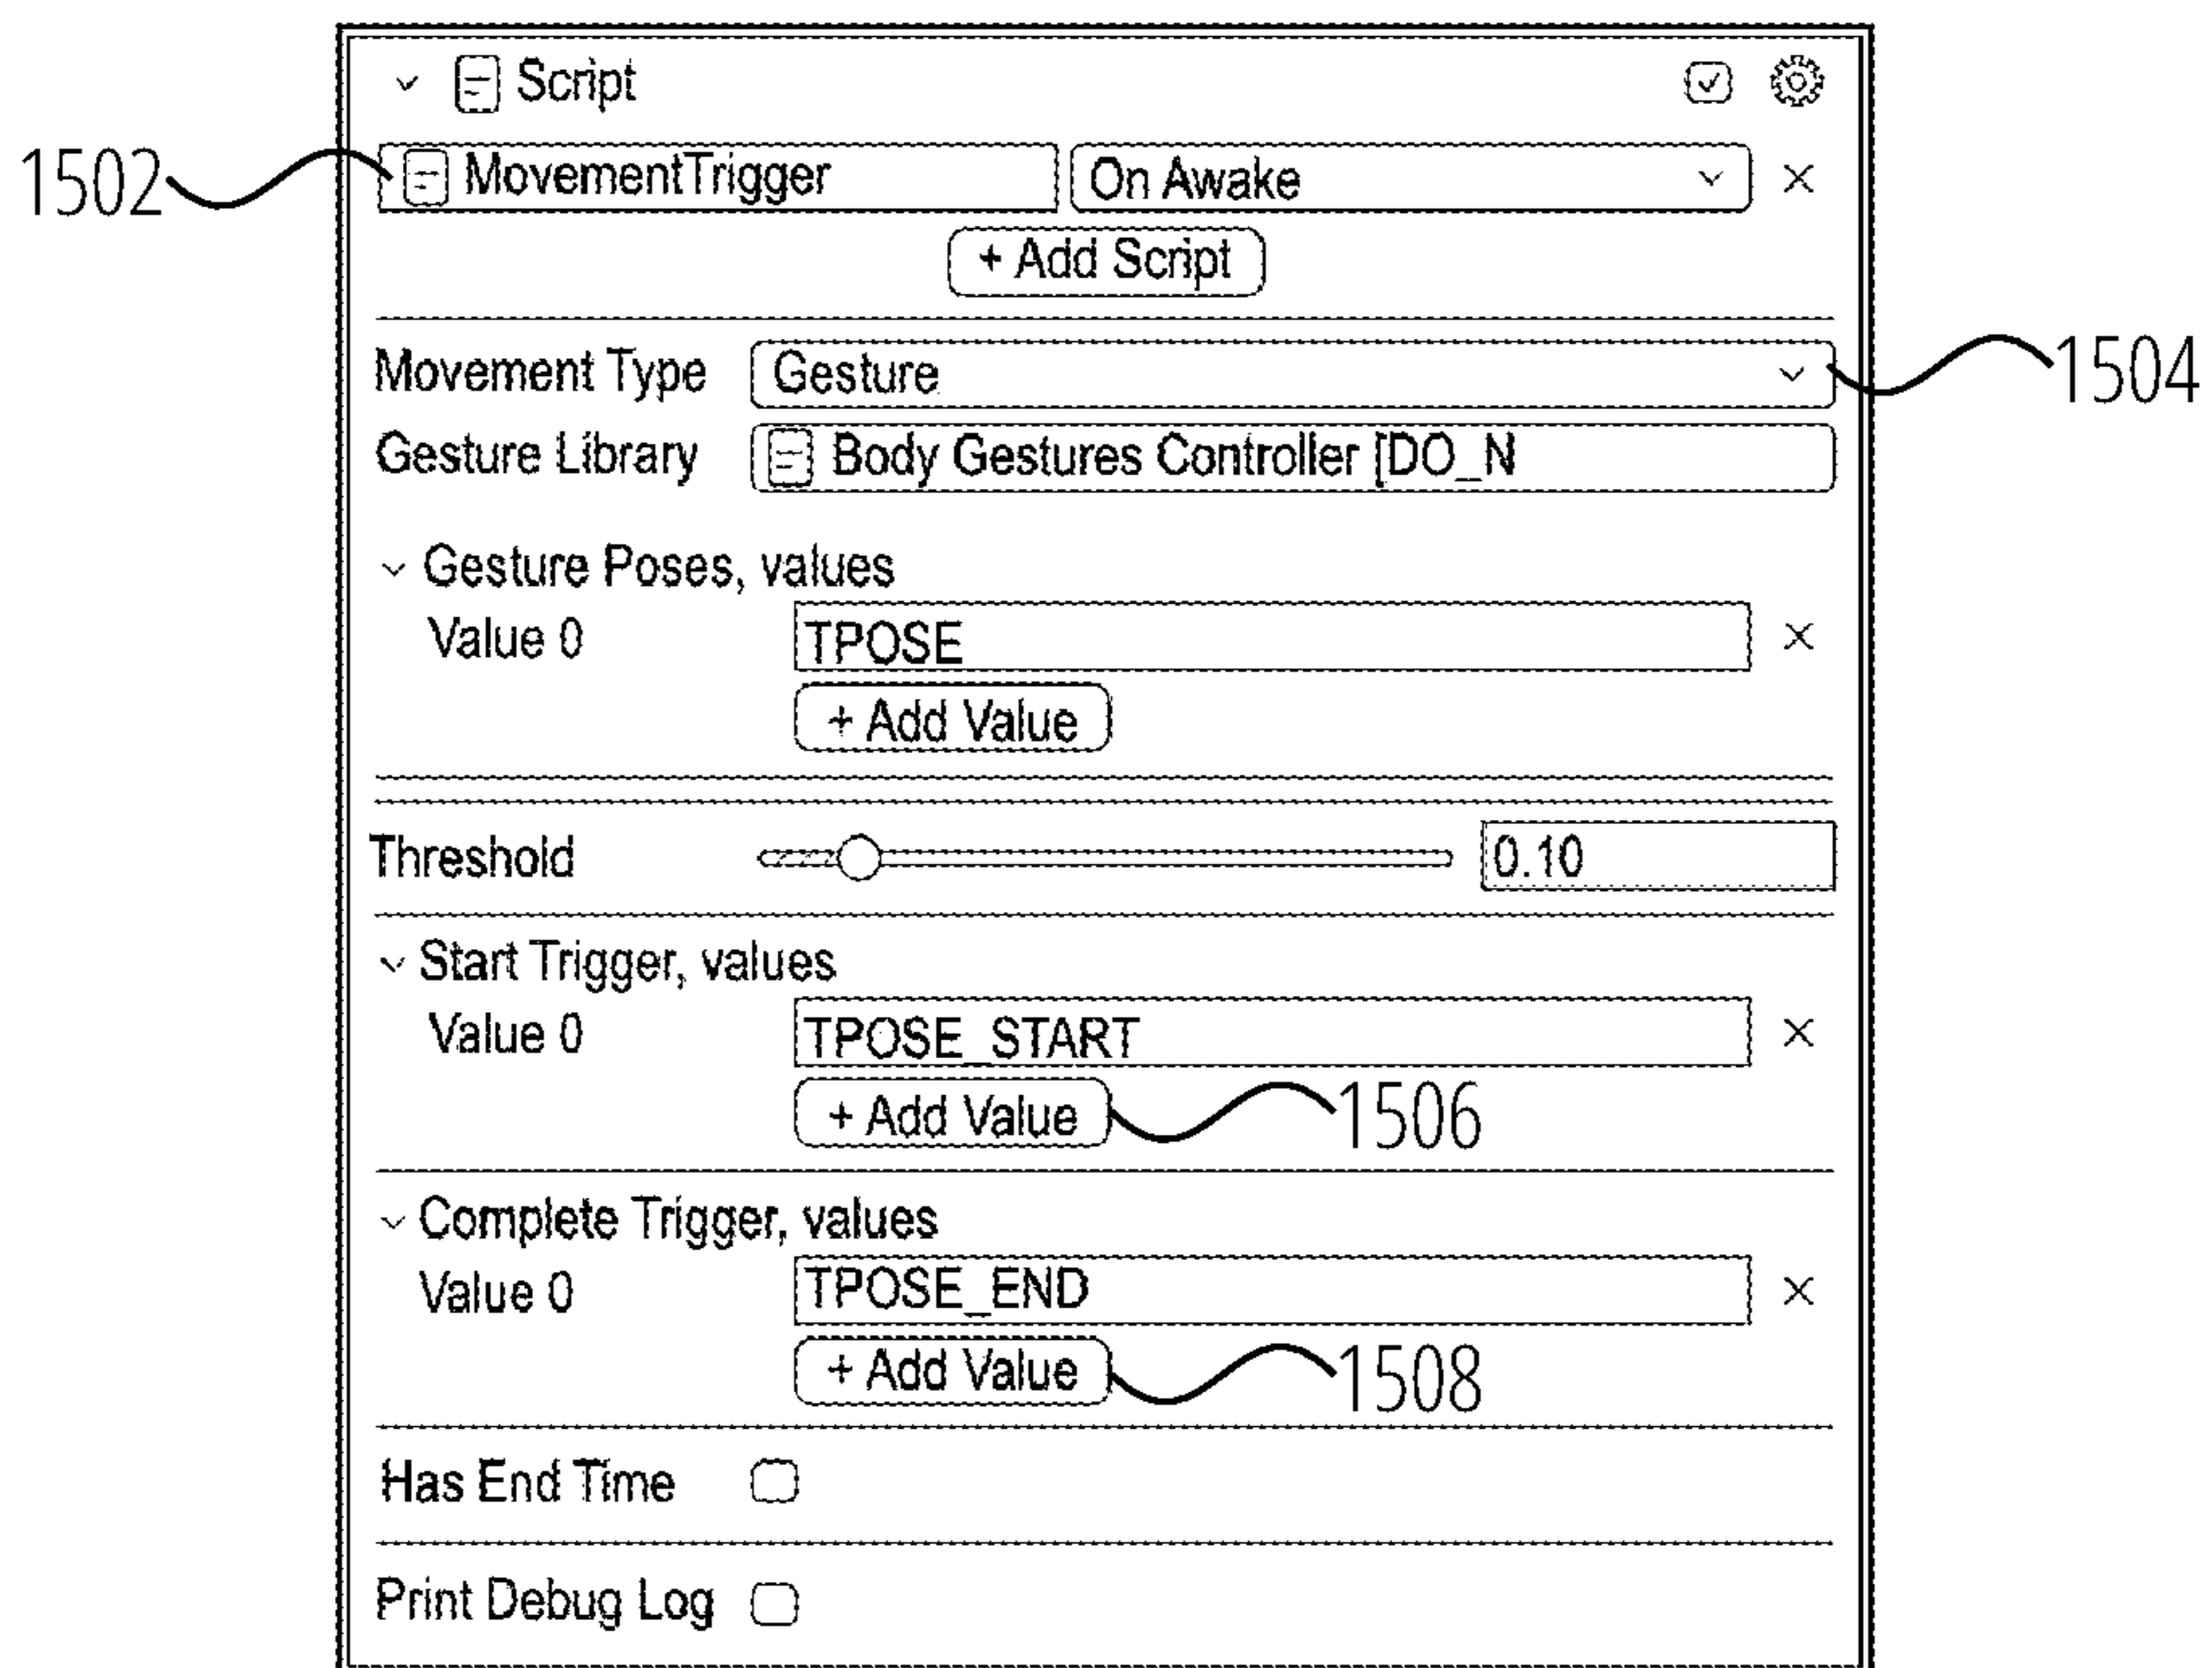 Script
1502 MovementTrigger On Awake
+ Add Script
Movement Type Gesture 1504
Gesture Library Body Gestures Controller [DO_N
Gesture Poses, values
Value 0 TPOSE
+ Add Value
Threshold 0.10
Start Trigger, values
Value 0 TPOSE_START
+ Add Value 1506
Complete Trigger, values
Value 0 TPOSE_END
+ Add Value 1508
Has End Time
Print Debug Log